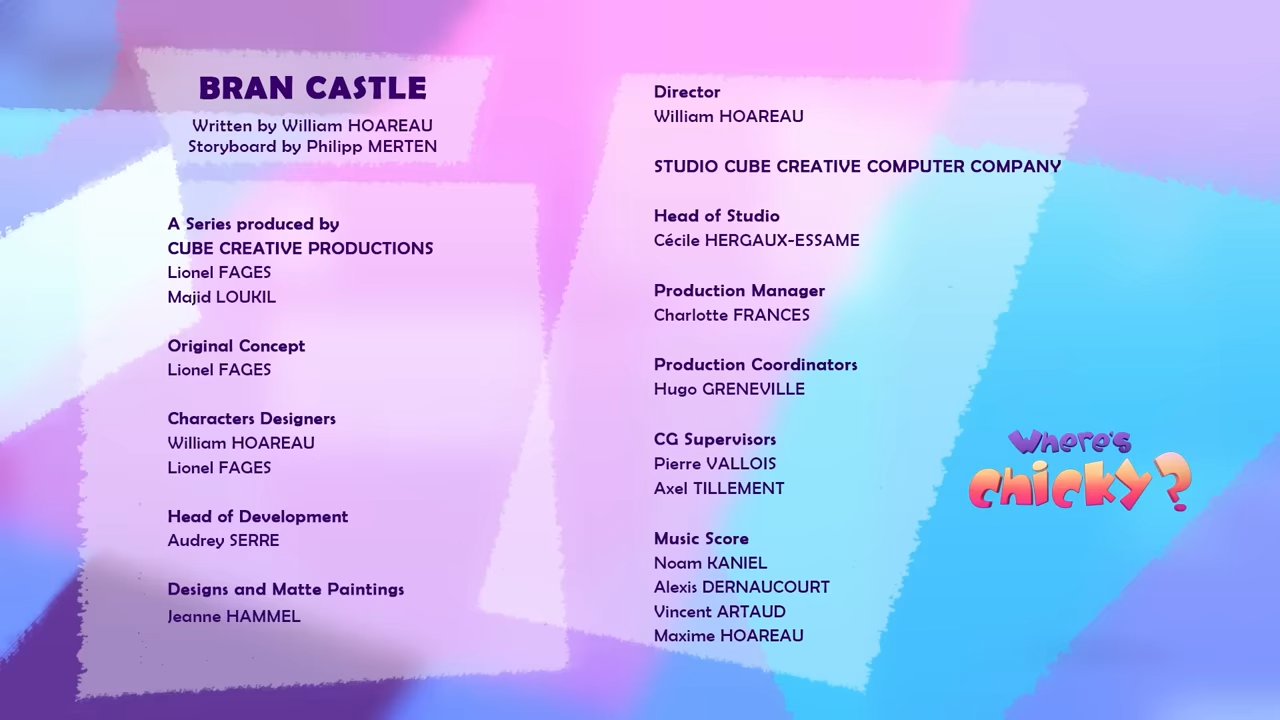 BRAN CASTLE
Written by William HOAREAU
Storyboard by Philipp MERTEN
A Series produced by
CUBE CREATIVE PRODUCTIONS
Lionel FAGES
Majid LOUKIL
Original Concept
Lionel FAGES
Characters Designers
William HOAREAU
Lionel FAGES
Head of Development
Audrey SERRE
Designs and Matte Paintings
Jeanne HAMMEL
Director
William HOAREAU
STUDIO CUBE CREATIVE COMPUTER COMPANY
Head of Studio
Cécile HERGAUX-ESSAME
Production Manager
Charlotte FRANCES
Production Coordinators
Hugo GRENEVILLE
CG Supervisors
Pierre VALLOIS
Axel TILLEMENT
Music Score
Noam KANIEL
Alexis DERNAUCOURT
Vincent ARTAUD
Maxime HOAREAU
Where's
chicky?